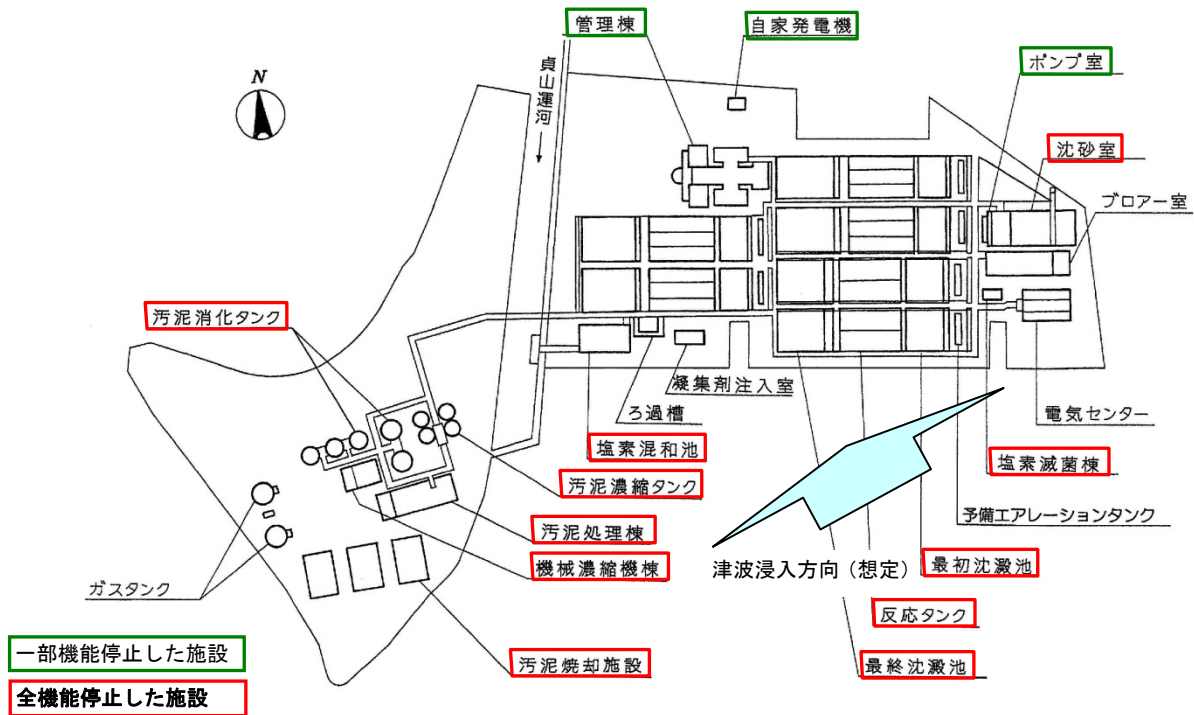 管理棟
自家発電機
ポンプ室
貞山運河
N
沈砂室
ブロアー室
汚泥消化タンク
凝集剤注入室
ろ過槽
電気センター
塩素混和池
塩素滅菌棟
汚泥濃縮タンク
予備エアレーションタンク
汚泥処理棟
津波浸入方向（想定）
最初沈澱池
機械濃縮機棟
ガスタンク
反応タンク
一部機能停止した施設
汚泥焼却施設
最終沈澱池
全機能停止した施設